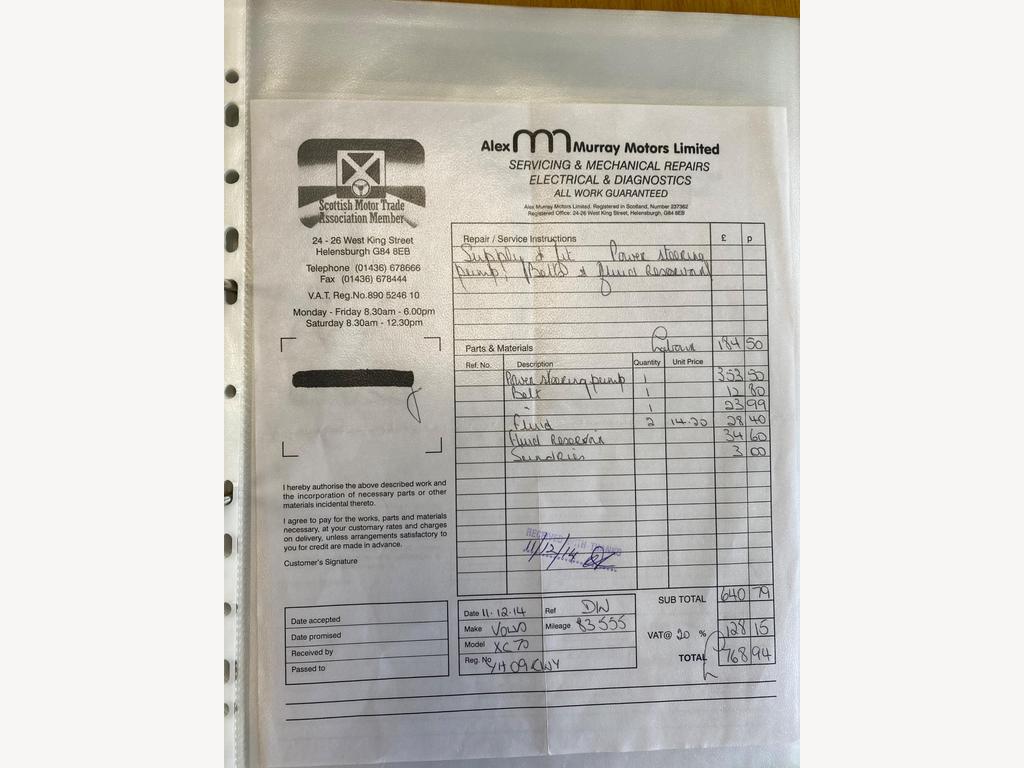 Alex Murray Motors Limited
SERVICING & MECHANICAL REPAIRS
ELECTRICAL & DIAGNOSTICS
ALL WORK GUARANTEED
Alex Murray Motors Limited. Registered in Scotland, Number 237362
Registered Office: 24-26 West King Street, Helensburgh, G84 8EB
Scottish Motor Trade
Association Member
24 - 26 West King Street
Helensburgh G84 8EB
Telephone (01436) 678666
Fax (01436) 678444
V.A.T. Reg.No.890 5246 10
Monday - Friday 8.30am - 6.00pm
Saturday 8.30am - 12.30pm
I hereby authorise the above described work and
the incorporation of necessary parts or other
materials incidental thereto.
I agree to pay for the works, parts and materials
necessary, at your customary rates and charges
on delivery, unless arrangements satisfactory to
you for credit are made in advance.
Customer's Signature
Repair / Service Instructions £ p
Supply & fit Power steering
pump. Belts & fluid Reservoir
Labour 184 50
Parts & Materials
Ref. No. Description Quantity Unit Price
Power steering pump 1 353 50
Belt 1 12 80
" 1 23 99
Fluid 2 14.20 28 40
Fluid Reservoir 34 60
Sundries 3 00
RECEIVED WITH THANKS
11/12/14
SUB TOTAL 640 79
VAT@ 20 % 128 15
TOTAL 768 94
Date accepted
Date promised
Received by
Passed to
Date 11.12.14 Ref DW
Make VOLVO Mileage 83555
Model XC70
Reg. No. YH09